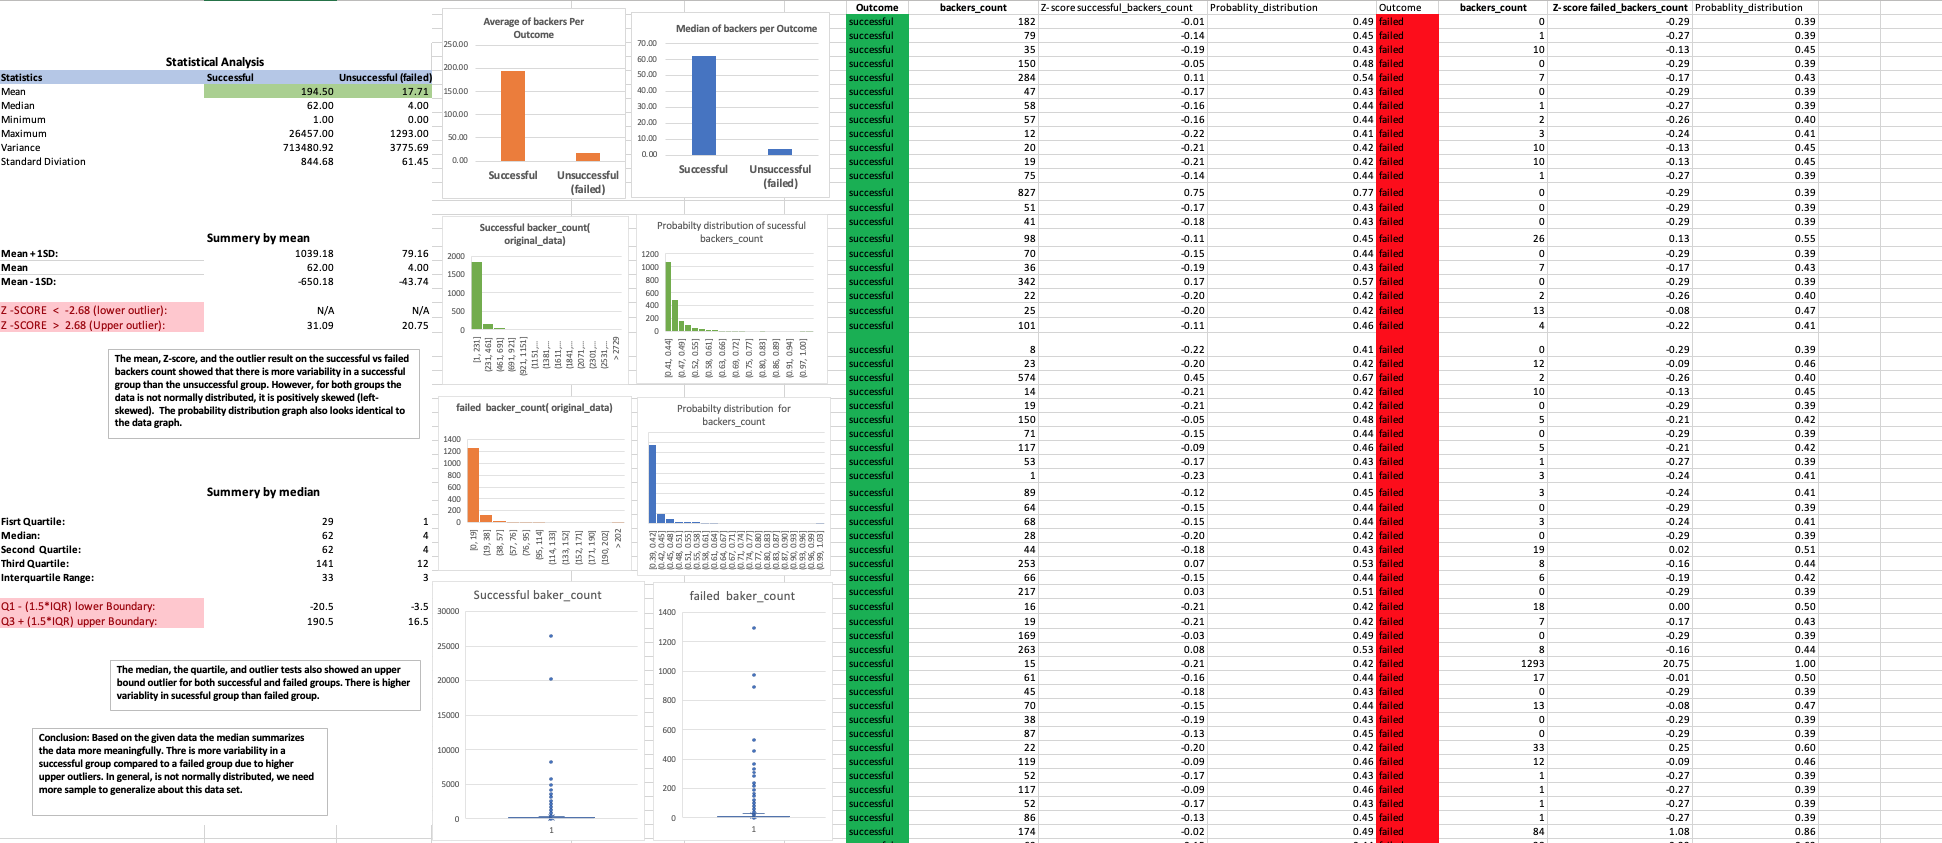 Statistical Analysis
Statistics Successful Unsuccessful (failed)
Mean 194.50 17.71
Median 62.00 4.00
Minimum 1.00 0.00
Maximum 26457.00 1293.00
Variance 713480.92 3775.69
Standard Diviation 844.68 61.45
Summery by mean
Mean + 1SD: 1039.18 79.16
Mean 62.00 4.00
Mean - 1SD: -650.18 -43.74
Z -SCORE < -2.68 (lower outlier): N/A N/A
Z -SCORE > 2.68 (Upper outlier): 31.09 20.75
The mean, Z-score, and the outlier result on the successful vs failed
backers count showed that there is more variability in a successful
group than the unsuccessful group. However, for both groups the
data is not normally distributed, it is positively skewed (left-
skewed). The probability distribution graph also looks identical to
the data graph.
Summery by median
Fisrt Quartile: 29 1
Median: 62 4
Second Quartile: 62 4
Third Quartile: 141 12
Interquartile Range: 33 3
Q1 - (1.5*IQR) lower Boundary: -20.5 -3.5
Q3 + (1.5*IQR) upper Boundary: 190.5 16.5
The median, the quartile, and outlier tests also showed an upper
bound outlier for both successful and failed groups. There is higher
variablity in sucessful group than failed group.
Conclusion: Based on the given data the median summarizes
the data more meaningfully. Thre is more variability in a
successful group compared to a failed group due to higher
upper outliers. In general, is not normally distributed, we need
more sample to generalize about this data set.
Average of backers Per
Outcome
250.00
200.00
150.00
100.00
50.00
0.00
Successful Unsuccessful
(failed)
Median of backers per Outcome
70.00
60.00
50.00
40.00
30.00
20.00
10.00
0.00
Successful Unsuccessful
(failed)
Successful backer_count(
original_data)
2000
1500
1000
500
0
[1, 231]
(231, 461]
(461, 691]
(691, 921]
(921, 1151]
(1151,...
(1381,...
(1611,...
(1841,...
(2071,...
(2301,...
(2531,...
> 2729
Probabilty distribution of sucessful
backers_count
1200
1000
800
600
400
200
0
[0.41, 0.44]
(0.47, 0.49]
(0.52, 0.55]
(0.58, 0.61]
(0.63, 0.66]
(0.69, 0.72]
(0.75, 0.77]
(0.80, 0.83]
(0.86, 0.89]
(0.91, 0.94]
(0.97, 1.00]
failed backer_count( original_data)
1400
1200
1000
800
600
400
200
0
[0, 19]
(19, 38]
(38, 57]
(57, 76]
(76, 95]
(95, 114]
(114, 133]
(133, 152]
(152, 171]
(171, 190]
(190, 202]
> 202
Probabilty distribution for
backers_count
[0.39, 0.42]
(0.42, 0.45]
(0.45, 0.48]
(0.48, 0.51]
(0.51, 0.55]
(0.55, 0.58]
(0.58, 0.61]
(0.61, 0.64]
(0.64, 0.67]
(0.67, 0.71]
(0.71, 0.74]
(0.74, 0.77]
(0.77, 0.80]
(0.80, 0.83]
(0.83, 0.87]
(0.87, 0.90]
(0.90, 0.93]
(0.93, 0.96]
(0.96, 0.99]
(0.99, 1.03]
Successful baker_count
30000
25000
20000
15000
10000
5000
0
1
failed baker_count
1400
1200
1000
800
600
400
200
0
1
Outcome backers_count Z- score successful_backers_count Probablity_distribution Outcome backers_count Z- score failed_backers_count Probablity_distribution
successful 182 -0.01 0.49 failed 0 -0.29 0.39
successful 79 -0.14 0.45 failed 1 -0.27 0.39
successful 35 -0.19 0.43 failed 10 -0.13 0.45
successful 150 -0.05 0.48 failed 0 -0.29 0.39
successful 284 0.11 0.54 failed 7 -0.17 0.43
successful 47 -0.17 0.43 failed 0 -0.29 0.39
successful 58 -0.16 0.44 failed 1 -0.27 0.39
successful 57 -0.16 0.44 failed 2 -0.26 0.40
successful 12 -0.22 0.41 failed 3 -0.24 0.41
successful 20 -0.21 0.42 failed 10 -0.13 0.45
successful 19 -0.21 0.42 failed 10 -0.13 0.45
successful 75 -0.14 0.44 failed 1 -0.27 0.39
successful 827 0.75 0.77 failed 0 -0.29 0.39
successful 51 -0.17 0.43 failed 0 -0.29 0.39
successful 41 -0.18 0.43 failed 0 -0.29 0.39
successful 98 -0.11 0.45 failed 26 0.13 0.55
successful 70 -0.15 0.44 failed 0 -0.29 0.39
successful 36 -0.19 0.43 failed 7 -0.17 0.43
successful 342 0.17 0.57 failed 0 -0.29 0.39
successful 22 -0.20 0.42 failed 2 -0.26 0.40
successful 25 -0.20 0.42 failed 13 -0.08 0.47
successful 101 -0.11 0.46 failed 4 -0.22 0.41
successful 8 -0.22 0.41 failed 0 -0.29 0.39
successful 23 -0.20 0.42 failed 12 -0.09 0.46
successful 574 0.45 0.67 failed 2 -0.26 0.40
successful 14 -0.21 0.42 failed 10 -0.13 0.45
successful 19 -0.21 0.42 failed 0 -0.29 0.39
successful 150 -0.05 0.48 failed 5 -0.21 0.42
successful 71 -0.15 0.44 failed 0 -0.29 0.39
successful 117 -0.09 0.46 failed 5 -0.21 0.42
successful 53 -0.17 0.43 failed 1 -0.27 0.39
successful 1 -0.23 0.41 failed 3 -0.24 0.41
successful 89 -0.12 0.45 failed 3 -0.24 0.41
successful 64 -0.15 0.44 failed 0 -0.29 0.39
successful 68 -0.15 0.44 failed 3 -0.24 0.41
successful 28 -0.20 0.42 failed 0 -0.29 0.39
successful 44 -0.18 0.43 failed 19 0.02 0.51
successful 253 0.07 0.53 failed 8 -0.16 0.44
successful 66 -0.15 0.44 failed 6 -0.19 0.42
successful 217 0.03 0.51 failed 0 -0.29 0.39
successful 16 -0.21 0.42 failed 18 0.00 0.50
successful 19 -0.21 0.42 failed 7 -0.17 0.43
successful 169 -0.03 0.49 failed 0 -0.29 0.39
successful 263 0.08 0.53 failed 8 -0.16 0.44
successful 15 -0.21 0.42 failed 1293 20.75 1.00
successful 61 -0.16 0.44 failed 17 -0.01 0.50
successful 45 -0.18 0.43 failed 0 -0.29 0.39
successful 70 -0.15 0.44 failed 13 -0.08 0.47
successful 38 -0.19 0.43 failed 0 -0.29 0.39
successful 87 -0.13 0.45 failed 0 -0.29 0.39
successful 22 -0.20 0.42 failed 33 0.25 0.60
successful 119 -0.09 0.46 failed 12 -0.09 0.46
successful 52 -0.17 0.43 failed 1 -0.27 0.39
successful 117 -0.09 0.46 failed 1 -0.27 0.39
successful 52 -0.17 0.43 failed 1 -0.27 0.39
successful 86 -0.13 0.45 failed 1 -0.27 0.39
successful 174 -0.02 0.49 failed 84 1.08 0.86